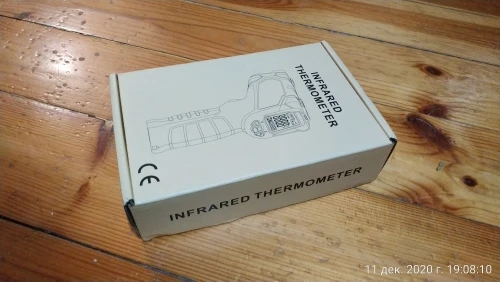 INFRARED
THERMOMETER
CE
INFRARED THERMOMETER
11 дек. 2020 г. 19:08:10